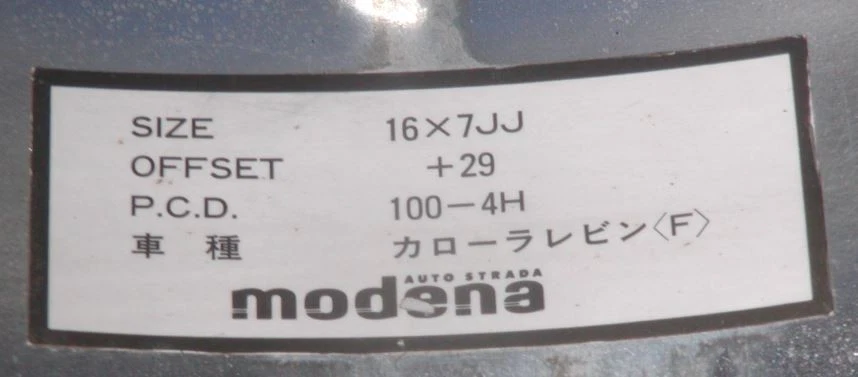 SIZE 16×7JJ
OFFSET +29
P.C.D. 100－4H
車種 カローラレビン〈F〉
AUTO STRADA
modena